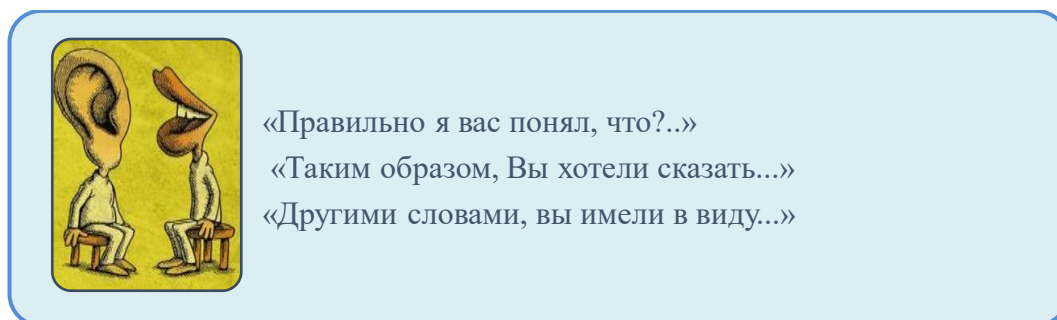 «Правильно я вас понял, что?..»
«Таким образом, Вы хотели сказать...»
«Другими словами, вы имели в виду...»